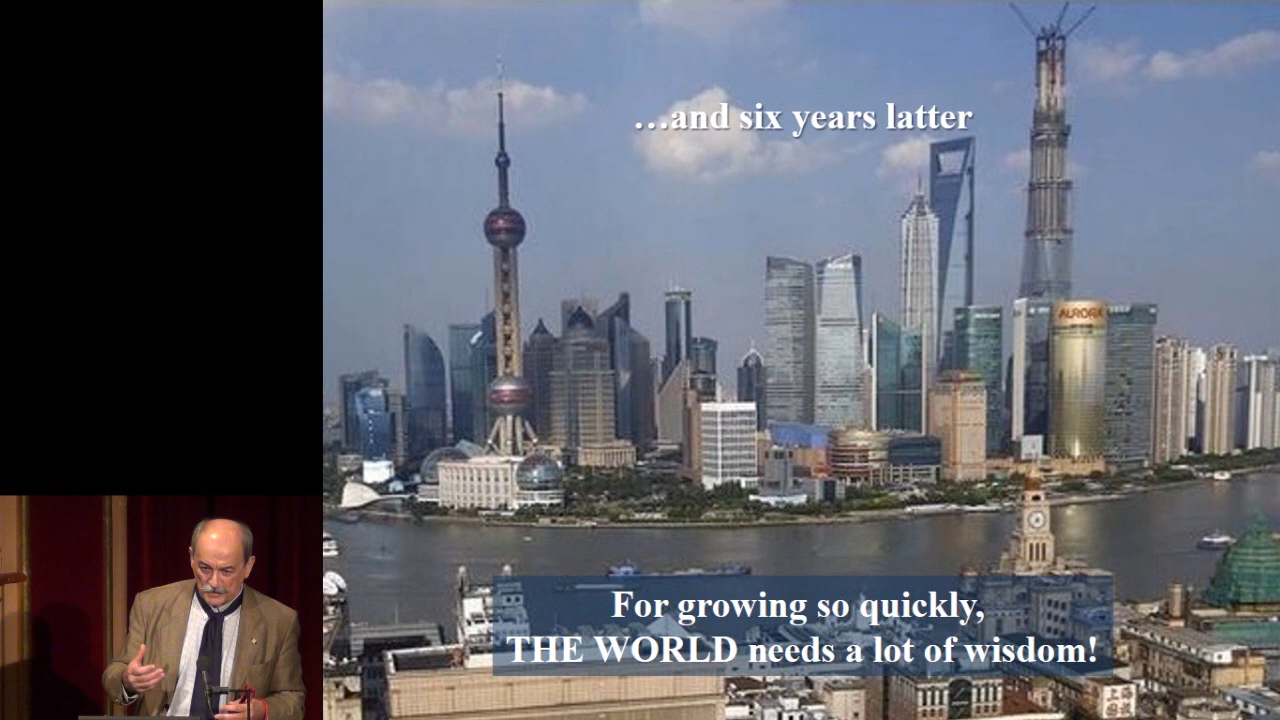 …and six years latter
AURORA
For growing so quickly,
THE WORLD needs a lot of wisdom!